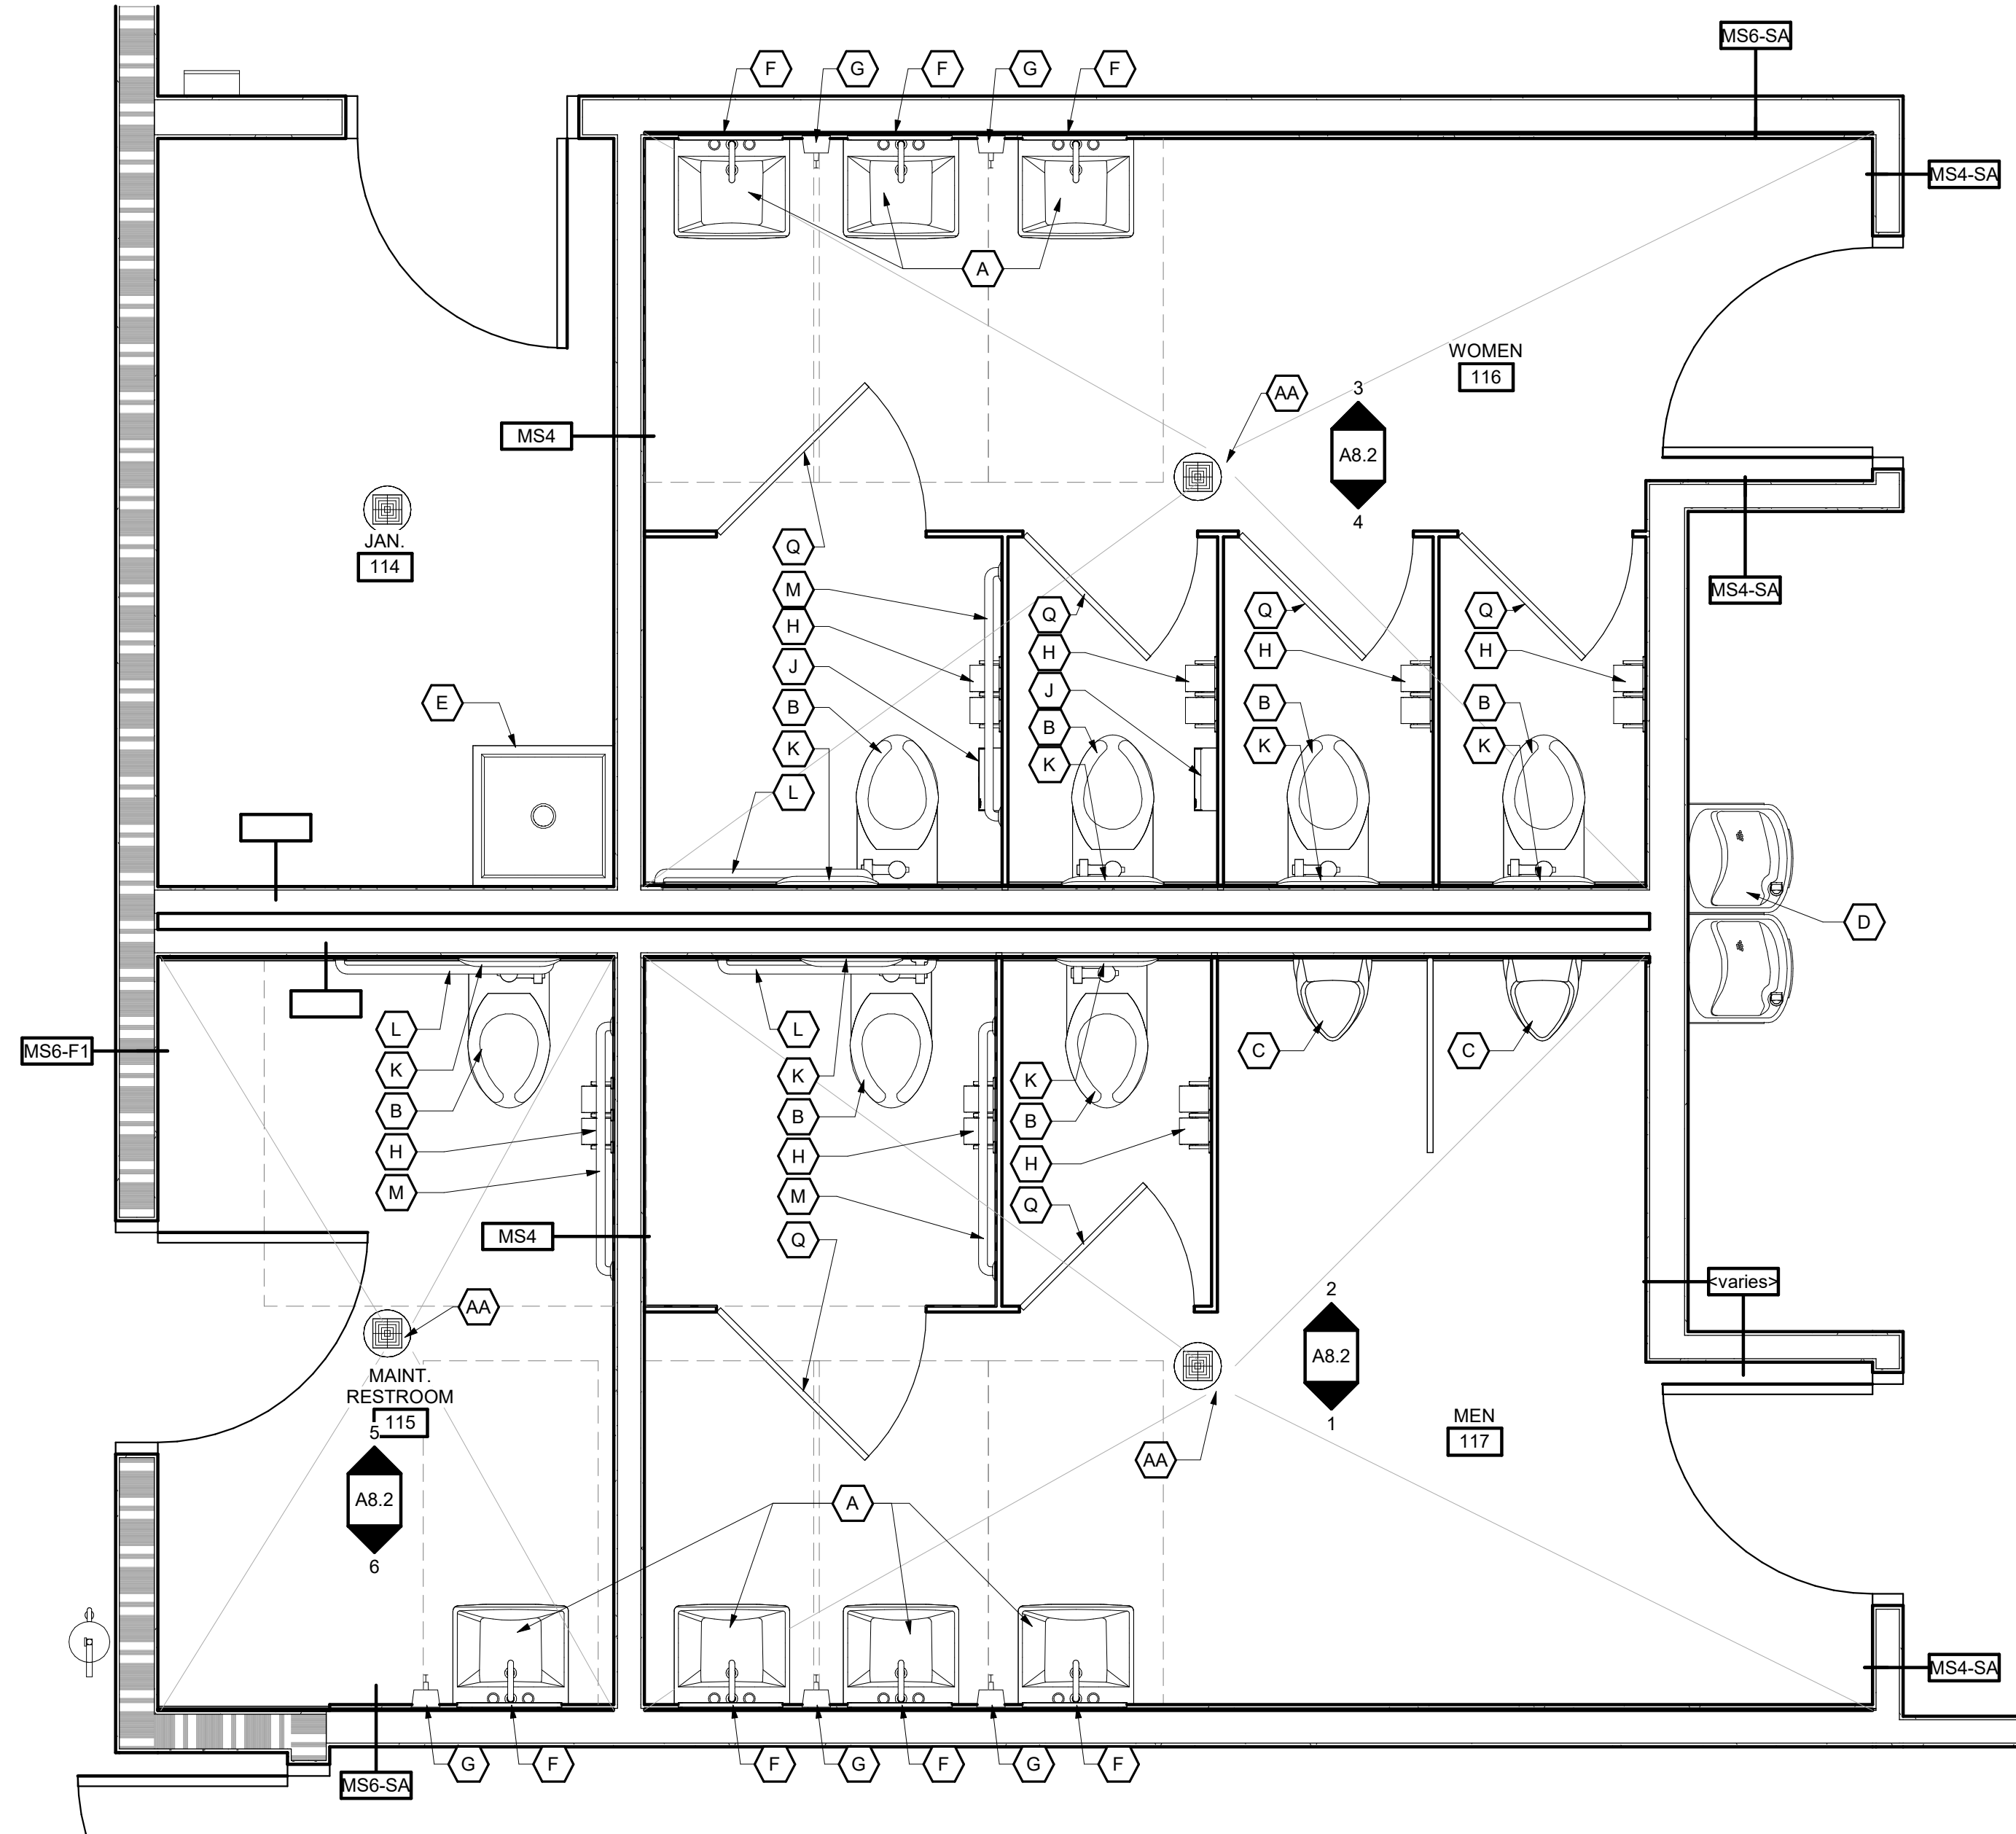 MS6-SA
F
G
F
G
F
MS4-SA
A
WOMEN
116
3
AA
A8.2
4
MS4
JAN.
114
Q
M
H
J
B
K
L
Q
H
J
B
K
Q
H
B
K
Q
H
B
K
MS4-SA
E
D
MS6-F1
L
K
B
H
M
L
K
B
H
M
Q
K
B
H
Q
C
C
MS4
<varies>
AA
2
A8.2
1
MAINT.
RESTROOM
115
5
A8.2
6
MEN
117
AA
A
MS4-SA
MS6-SA
G
F
F
G
F
G
F